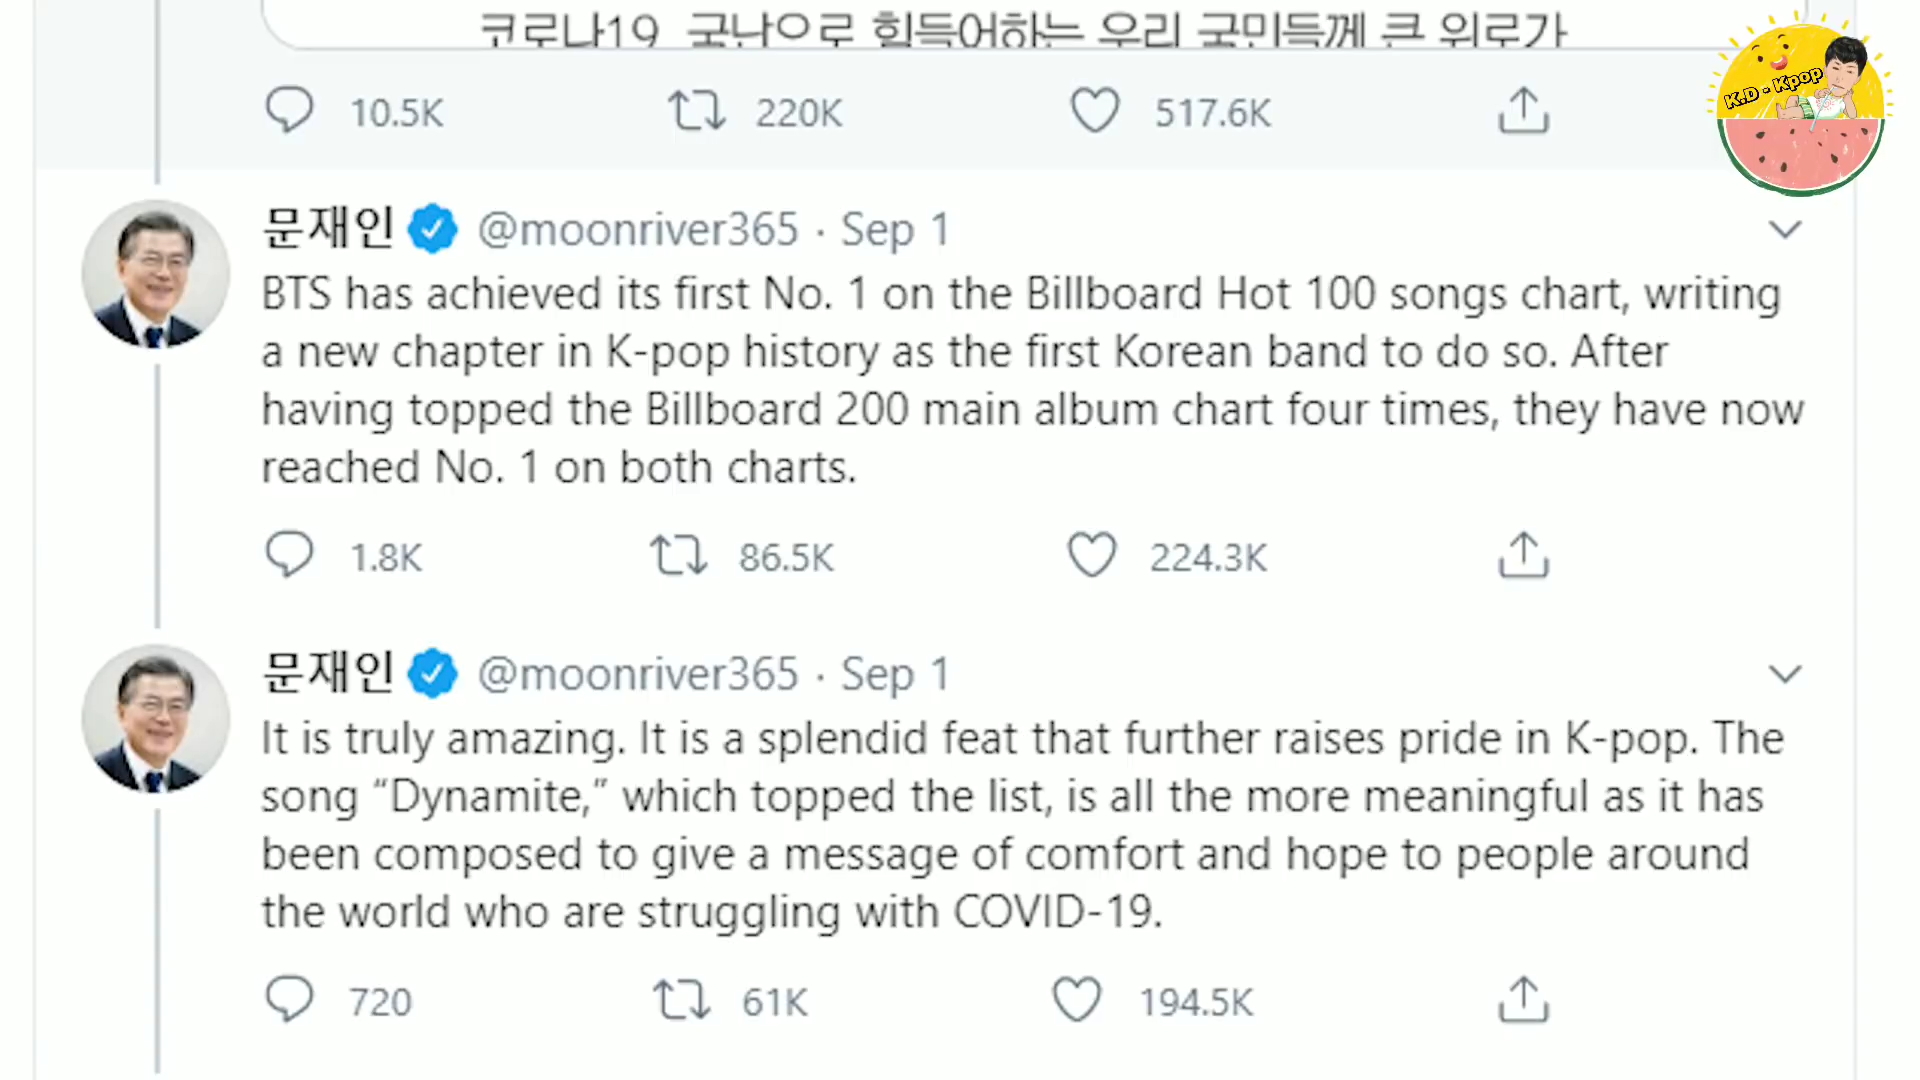 코로나19 국난으로 힘들어하는 우리 국민들께 큰 위로가
10.5K 220K 517.6K
K.D - Kpop
문재인 @moonriver365 · Sep 1
BTS has achieved its first No. 1 on the Billboard Hot 100 songs chart, writing
a new chapter in K-pop history as the first Korean band to do so. After
having topped the Billboard 200 main album chart four times, they have now
reached No. 1 on both charts.
1.8K 86.5K 224.3K
문재인 @moonriver365 · Sep 1
It is truly amazing. It is a splendid feat that further raises pride in K-pop. The
song “Dynamite,” which topped the list, is all the more meaningful as it has
been composed to give a message of comfort and hope to people around
the world who are struggling with COVID-19.
720 61K 194.5K